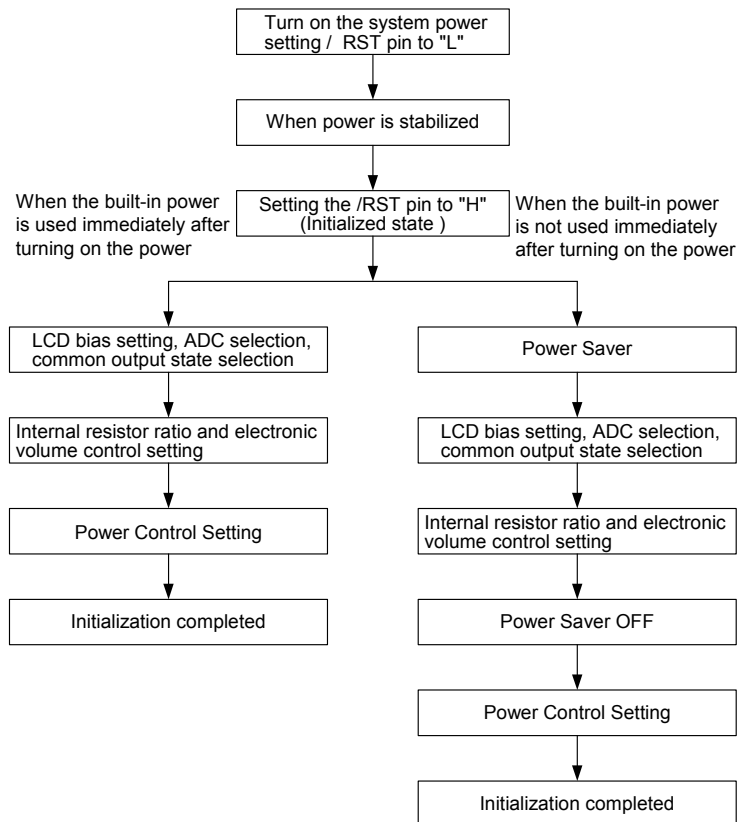 Turn on the system power
setting / RST pin to "L"
When power is stabilized
When the built-in power
is used immediately after
turning on the power
Setting the /RST pin to "H"
(Initialized state )
When the built-in power
is not used immediately
after turning on the power
LCD bias setting, ADC selection,
common output state selection
Internal resistor ratio and electronic
volume control setting
Power Control Setting
Initialization completed
Power Saver
LCD bias setting, ADC selection,
common output state selection
Internal resistor ratio and electronic
volume control setting
Power Saver OFF
Power Control Setting
Initialization completed